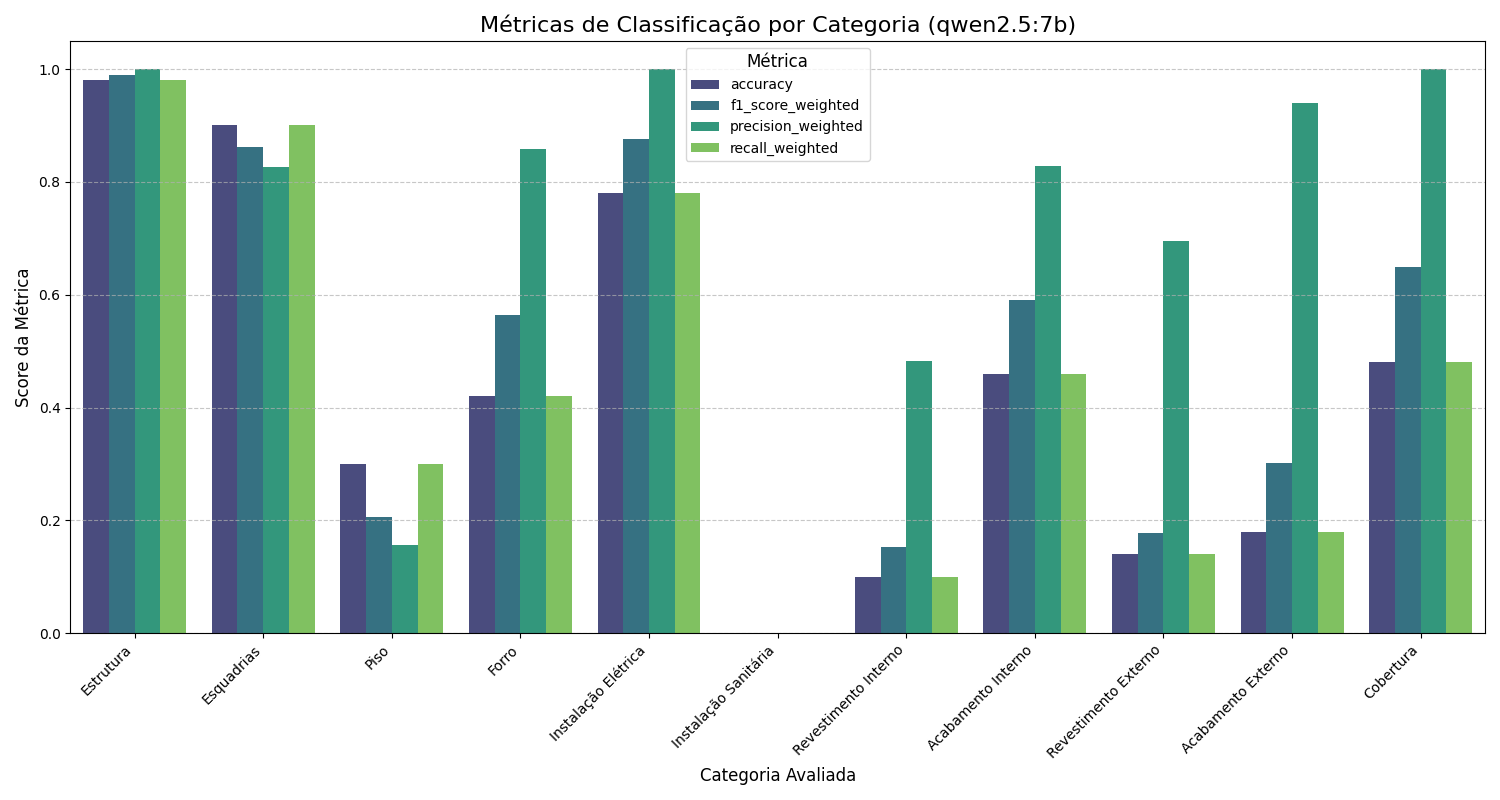 Métricas de Classificação por Categoria (qwen2.5:7b)
Métrica
accuracy
f1_score_weighted
precision_weighted
recall_weighted
Score da Métrica
1.0
0.8
0.6
0.4
0.2
0.0
Estrutura
Esquadrias
Piso
Forro
Instalação Elétrica
Instalação Sanitária
Revestimento Interno
Acabamento Interno
Revestimento Externo
Acabamento Externo
Cobertura
Categoria Avaliada